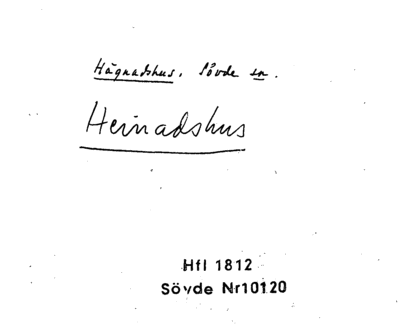 Hägnadshus, Sövde sn.
Heinadshus
Hfl 1812
Sövde Nr10120